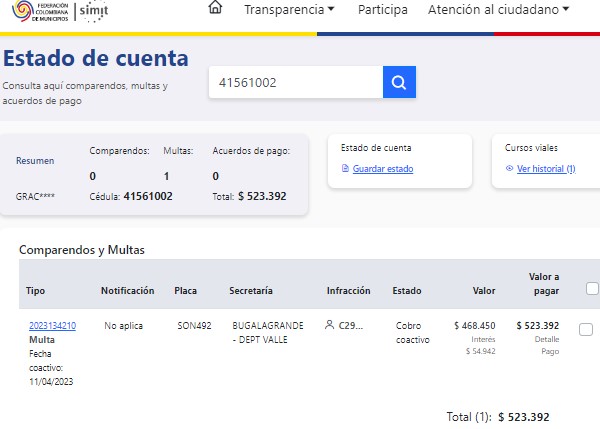 FEDERACIÓN
COLOMBIANA
DE MUNICIPIOS
simit
Transparencia
Participa
Atención al ciudadano
Estado de cuenta
Consulta aquí comparendos, multas y
acuerdos de pago
41561002
Resumen
Comparendos: Multas: Acuerdos de pago:
0 1 0
GRAC**** Cédula: 41561002 Total: $ 523.392
Estado de cuenta
Guardar estado
Cursos viales
Ver historial (1)
Comparendos y Multas
Tipo Notificación Placa Secretaría Infracción Estado Valor Valor a pagar
2023134210 No aplica SON492 BUGALAGRANDE C29... Cobro $ 468.450 $ 523.392
Multa - DEPT VALLE coactivo Interés Detalle
Fecha $ 54.942 Pago
coactivo:
11/04/2023
Total (1): $ 523.392